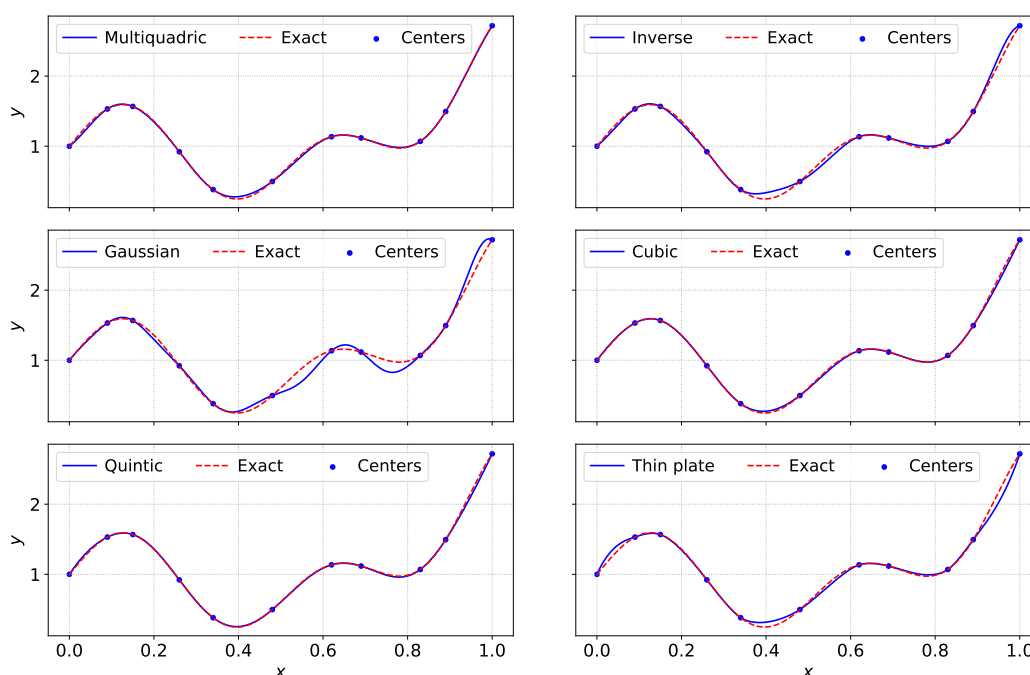 Multiquadric Exact Centers
Inverse Exact Centers
2
1
y
Gaussian Exact Centers
Cubic Exact Centers
2
1
y
Quintic Exact Centers
Thin plate Exact Centers
2
1
y
0.0 0.2 0.4 0.6 0.8 1.0
0.0 0.2 0.4 0.6 0.8 1.0
x
x